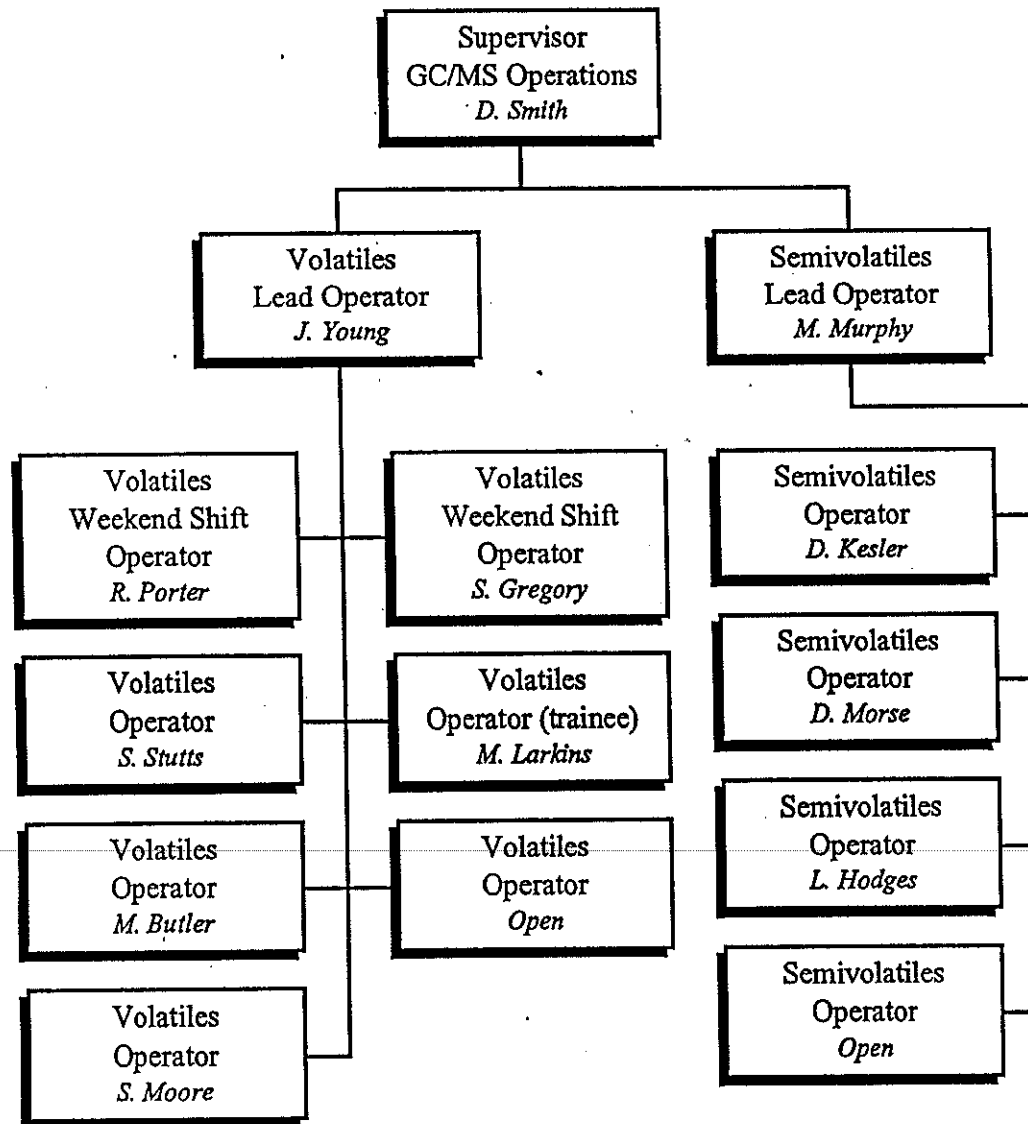 Supervisor
GC/MS Operations
D. Smith
Volatiles
Lead Operator
J. Young
Semivolatiles
Lead Operator
M. Murphy
Volatiles
Weekend Shift
Operator
R. Porter
Volatiles
Weekend Shift
Operator
S. Gregory
Semivolatiles
Operator
D. Kesler
Volatiles
Operator
S. Stutts
Volatiles
Operator (trainee)
M. Larkins
Semivolatiles
Operator
D. Morse
Volatiles
Operator
M. Butler
Volatiles
Operator
Open
Semivolatiles
Operator
L. Hodges
Volatiles
Operator
S. Moore
Semivolatiles
Operator
Open